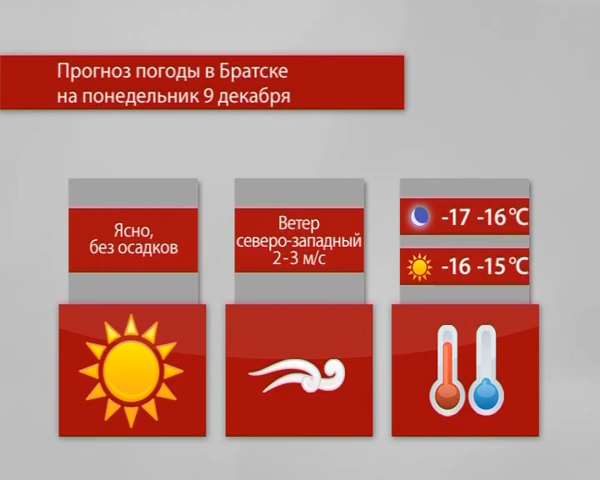 Прогноз погоды в Братске
на понедельник 9 декабря
Ясно,
без осадков
Ветер
северо-западный
2-3 м/с
-17 -16°C
-16 -15°C